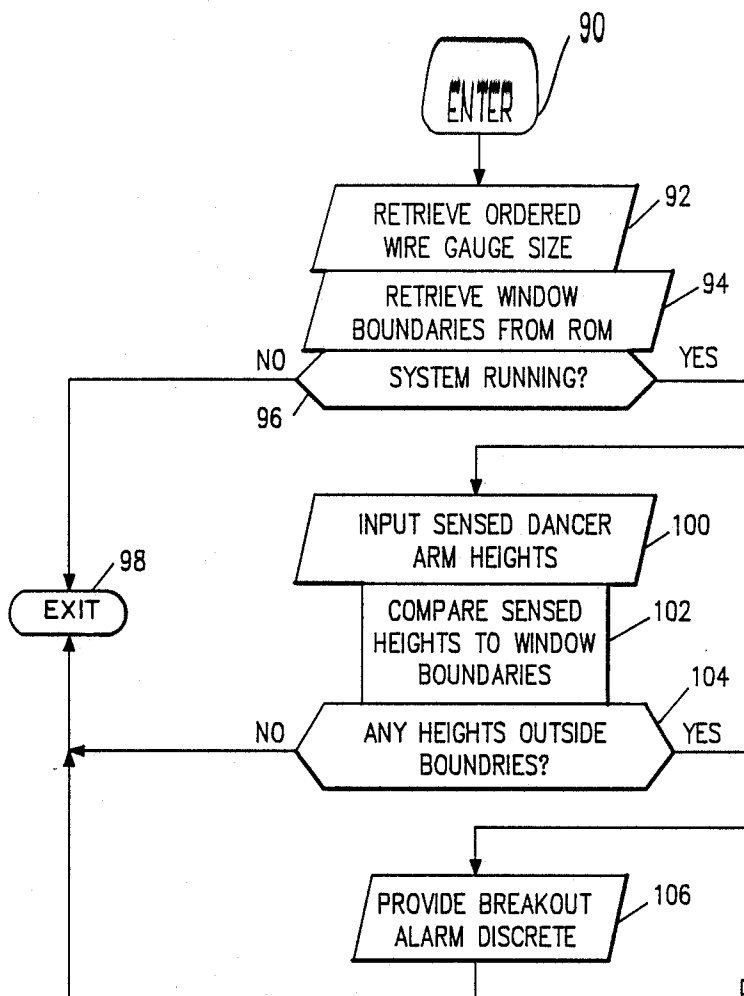 90
ENTER
RETRIEVE ORDERED
WIRE GAUGE SIZE
92
RETRIEVE WINDOW
BOUNDARIES FROM ROM
94
NO
SYSTEM RUNNING?
YES
96
INPUT SENSED DANCER
ARM HEIGHTS
100
98
EXIT
COMPARE SENSED
HEIGHTS TO WINDOW
BOUNDARIES
102
104
NO
ANY HEIGHTS OUTSIDE
BOUNDRIES?
YES
PROVIDE BREAKOUT
ALARM DISCRETE
106